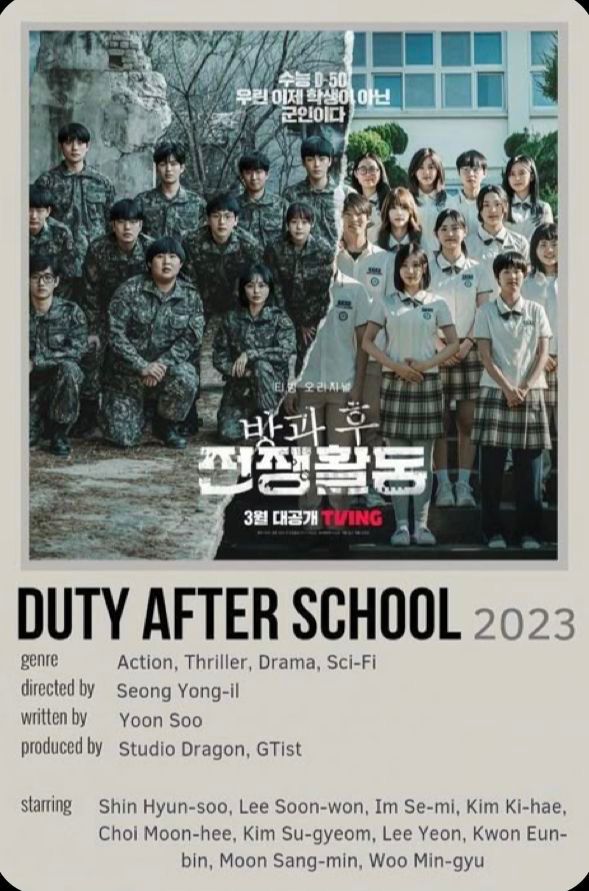 수능 D-50
우린 이제 학생이 아닌
군인이다
티빙 오리지널
방과 후
전쟁활동
3월 대공개 TVING
DUTY AFTER SCHOOL 2023
genre Action, Thriller, Drama, Sci-Fi
directed by Seong Yong-il
written by Yoon Soo
produced by Studio Dragon, GTist
starring Shin Hyun-soo, Lee Soon-won, Im Se-mi, Kim Ki-hae,
Choi Moon-hee, Kim Su-gyeom, Lee Yeon, Kwon Eun-
bin, Moon Sang-min, Woo Min-gyu